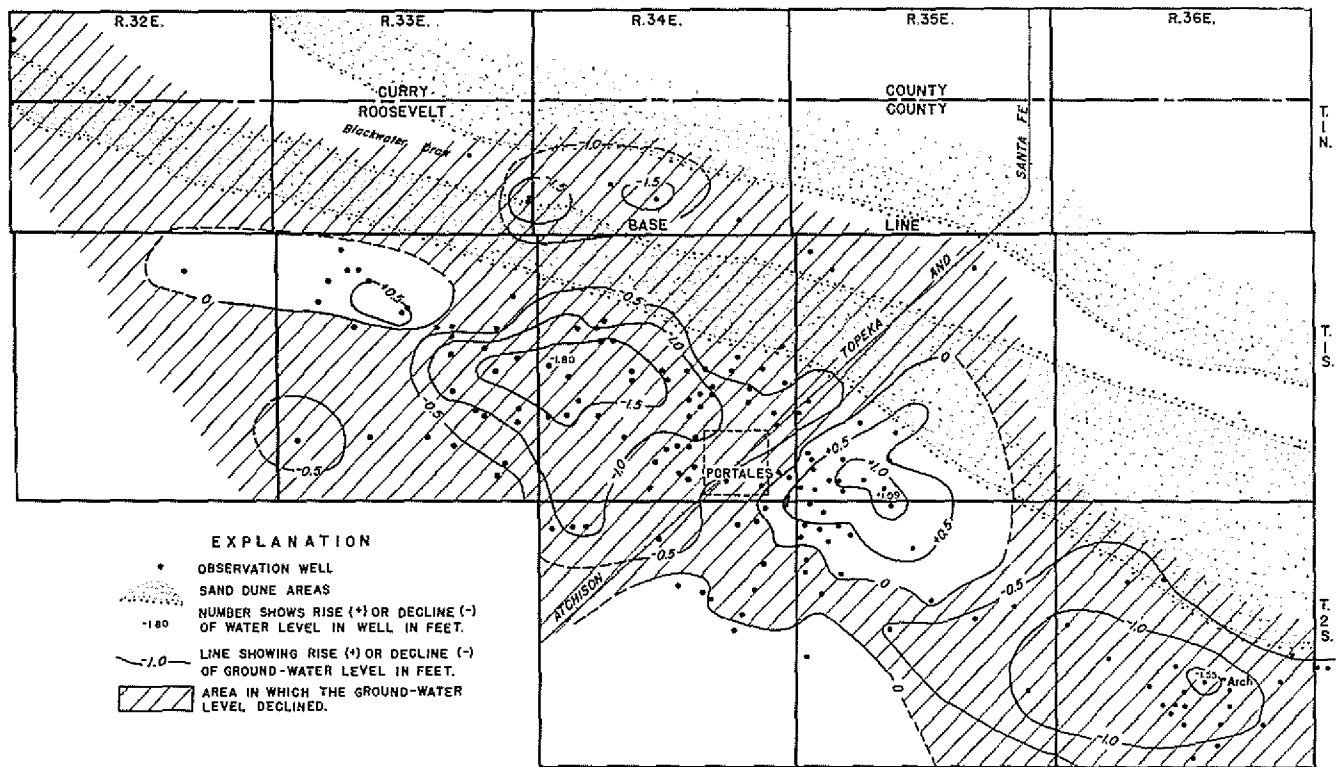 R.32E.
R.33E.
R.34E.
R.35E.
R.36E.
CURRY
COUNTY
ROOSEVELT
COUNTY
SANTA FE
T.
1N.
Blackwater Draw
-1.0
-1.5
-1.5
BASE
LINE
0
+0.5
0
-0.5
-1.0
-1.80
-1.5
-0.5
-0.5
-1.0
TOPEKA
AND
0
T.1S.
+0.5
+1.0
+1.09
PORTALES
+0.5
-0.5
ATCHISON
0
-0.5
-1.0
T.2S.
0
-1.55
Arch
-1.0
EXPLANATION
OBSERVATION WELL
SAND DUNE AREAS
-1.80
NUMBER SHOWS RISE (+) OR DECLINE (-)
OF WATER LEVEL IN WELL IN FEET.
-1.0
LINE SHOWING RISE (+) OR DECLINE (-)
OF GROUND-WATER LEVEL IN FEET.
AREA IN WHICH THE GROUND-WATER
LEVEL DECLINED.